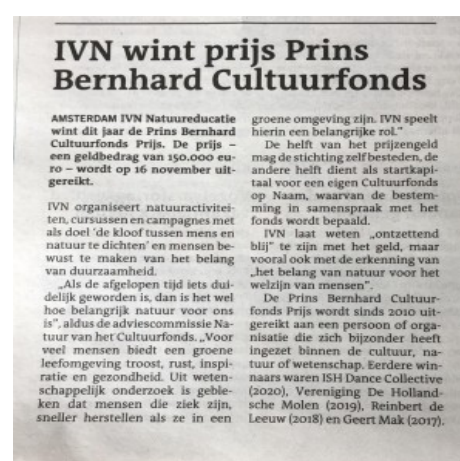 IVN wint prijs Prins
Bernhard Cultuurfonds
AMSTERDAM IVN Natuureducatie
wint dit jaar de Prins Bernhard
Cultuurfonds Prijs. De prijs –
een geldbedrag van 150.000 eu-
ro – wordt op 16 november uit-
gereikt.
IVN organiseert natuuractivitei-
ten, cursussen en campagnes met
als doel ‘de kloof tussen mens en
natuur te dichten’ en mensen be-
wust te maken van het belang
van duurzaamheid.
„Als de afgelopen tijd iets dui-
delijk geworden is, dan is het wel
hoe belangrijk natuur voor ons
is”, aldus de adviescommissie Na-
tuur van het Cultuurfonds. „Voor
veel mensen biedt een groene
leefomgeving troost, rust, inspi-
ratie en gezondheid. Uit weten-
schappelijk onderzoek is geble-
ken dat mensen die ziek zijn,
sneller herstellen als ze in een
groene omgeving zijn. IVN speelt
hierin een belangrijke rol.”
De helft van het prijzengeld
mag de stichting zelf besteden, de
andere helft dient als startkapi-
taal voor een eigen Cultuurfonds
op Naam, waarvan de bestem-
ming in samenspraak met het
fonds wordt bepaald.
IVN laat weten „ontzettend
blij” te zijn met het geld, maar
vooral ook met de erkenning van
„het belang van natuur voor het
welzijn van mensen”.
De Prins Bernhard Cultuur-
fonds Prijs wordt sinds 2010 uit-
gereikt aan een persoon of orga-
nisatie die zich bijzonder heeft
ingezet binnen de cultuur, na-
tuur of wetenschap. Eerdere win-
naars waren ISH Dance Collective
(2020), Vereniging De Holland-
sche Molen (2019), Reinbert de
Leeuw (2018) en Geert Mak (2017).